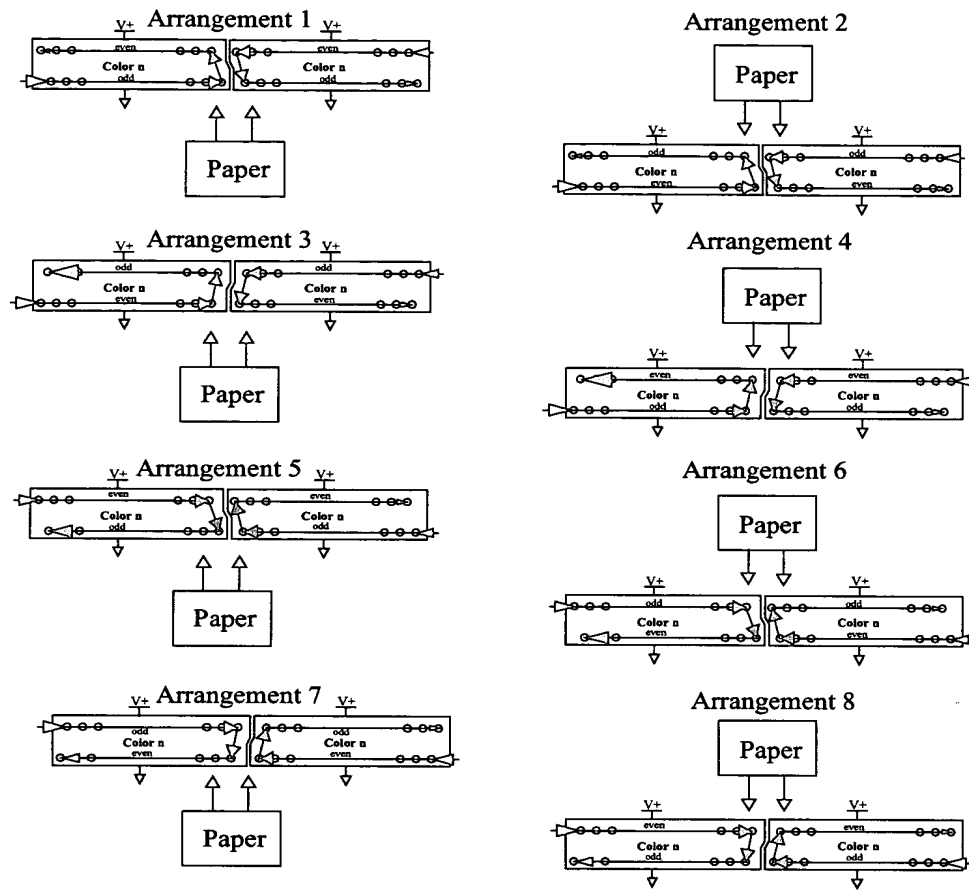 Arrangement 1
V+ V+
even even
Color n Color n
odd odd
Paper
Arrangement 2
Paper
V+ V+
odd odd
Color n Color n
even even
Arrangement 3
V+ V+
odd odd
Color n Color n
even even
Paper
Arrangement 4
Paper
V+ V+
even even
Color n Color n
odd odd
Arrangement 5
V+ V+
even even
Color n Color n
odd odd
Paper
Arrangement 6
Paper
V+ V+
odd odd
Color n Color n
even even
Arrangement 7
V+ V+
odd odd
Color n Color n
even even
Paper
Arrangement 8
Paper
V+ V+
even even
Color n Color n
odd odd